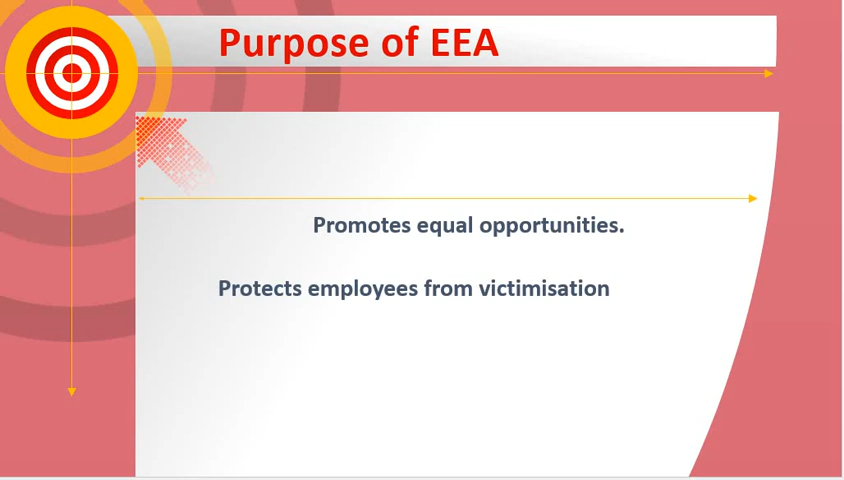 Purpose of EEA
Promotes equal opportunities.
Protects employees from victimisation